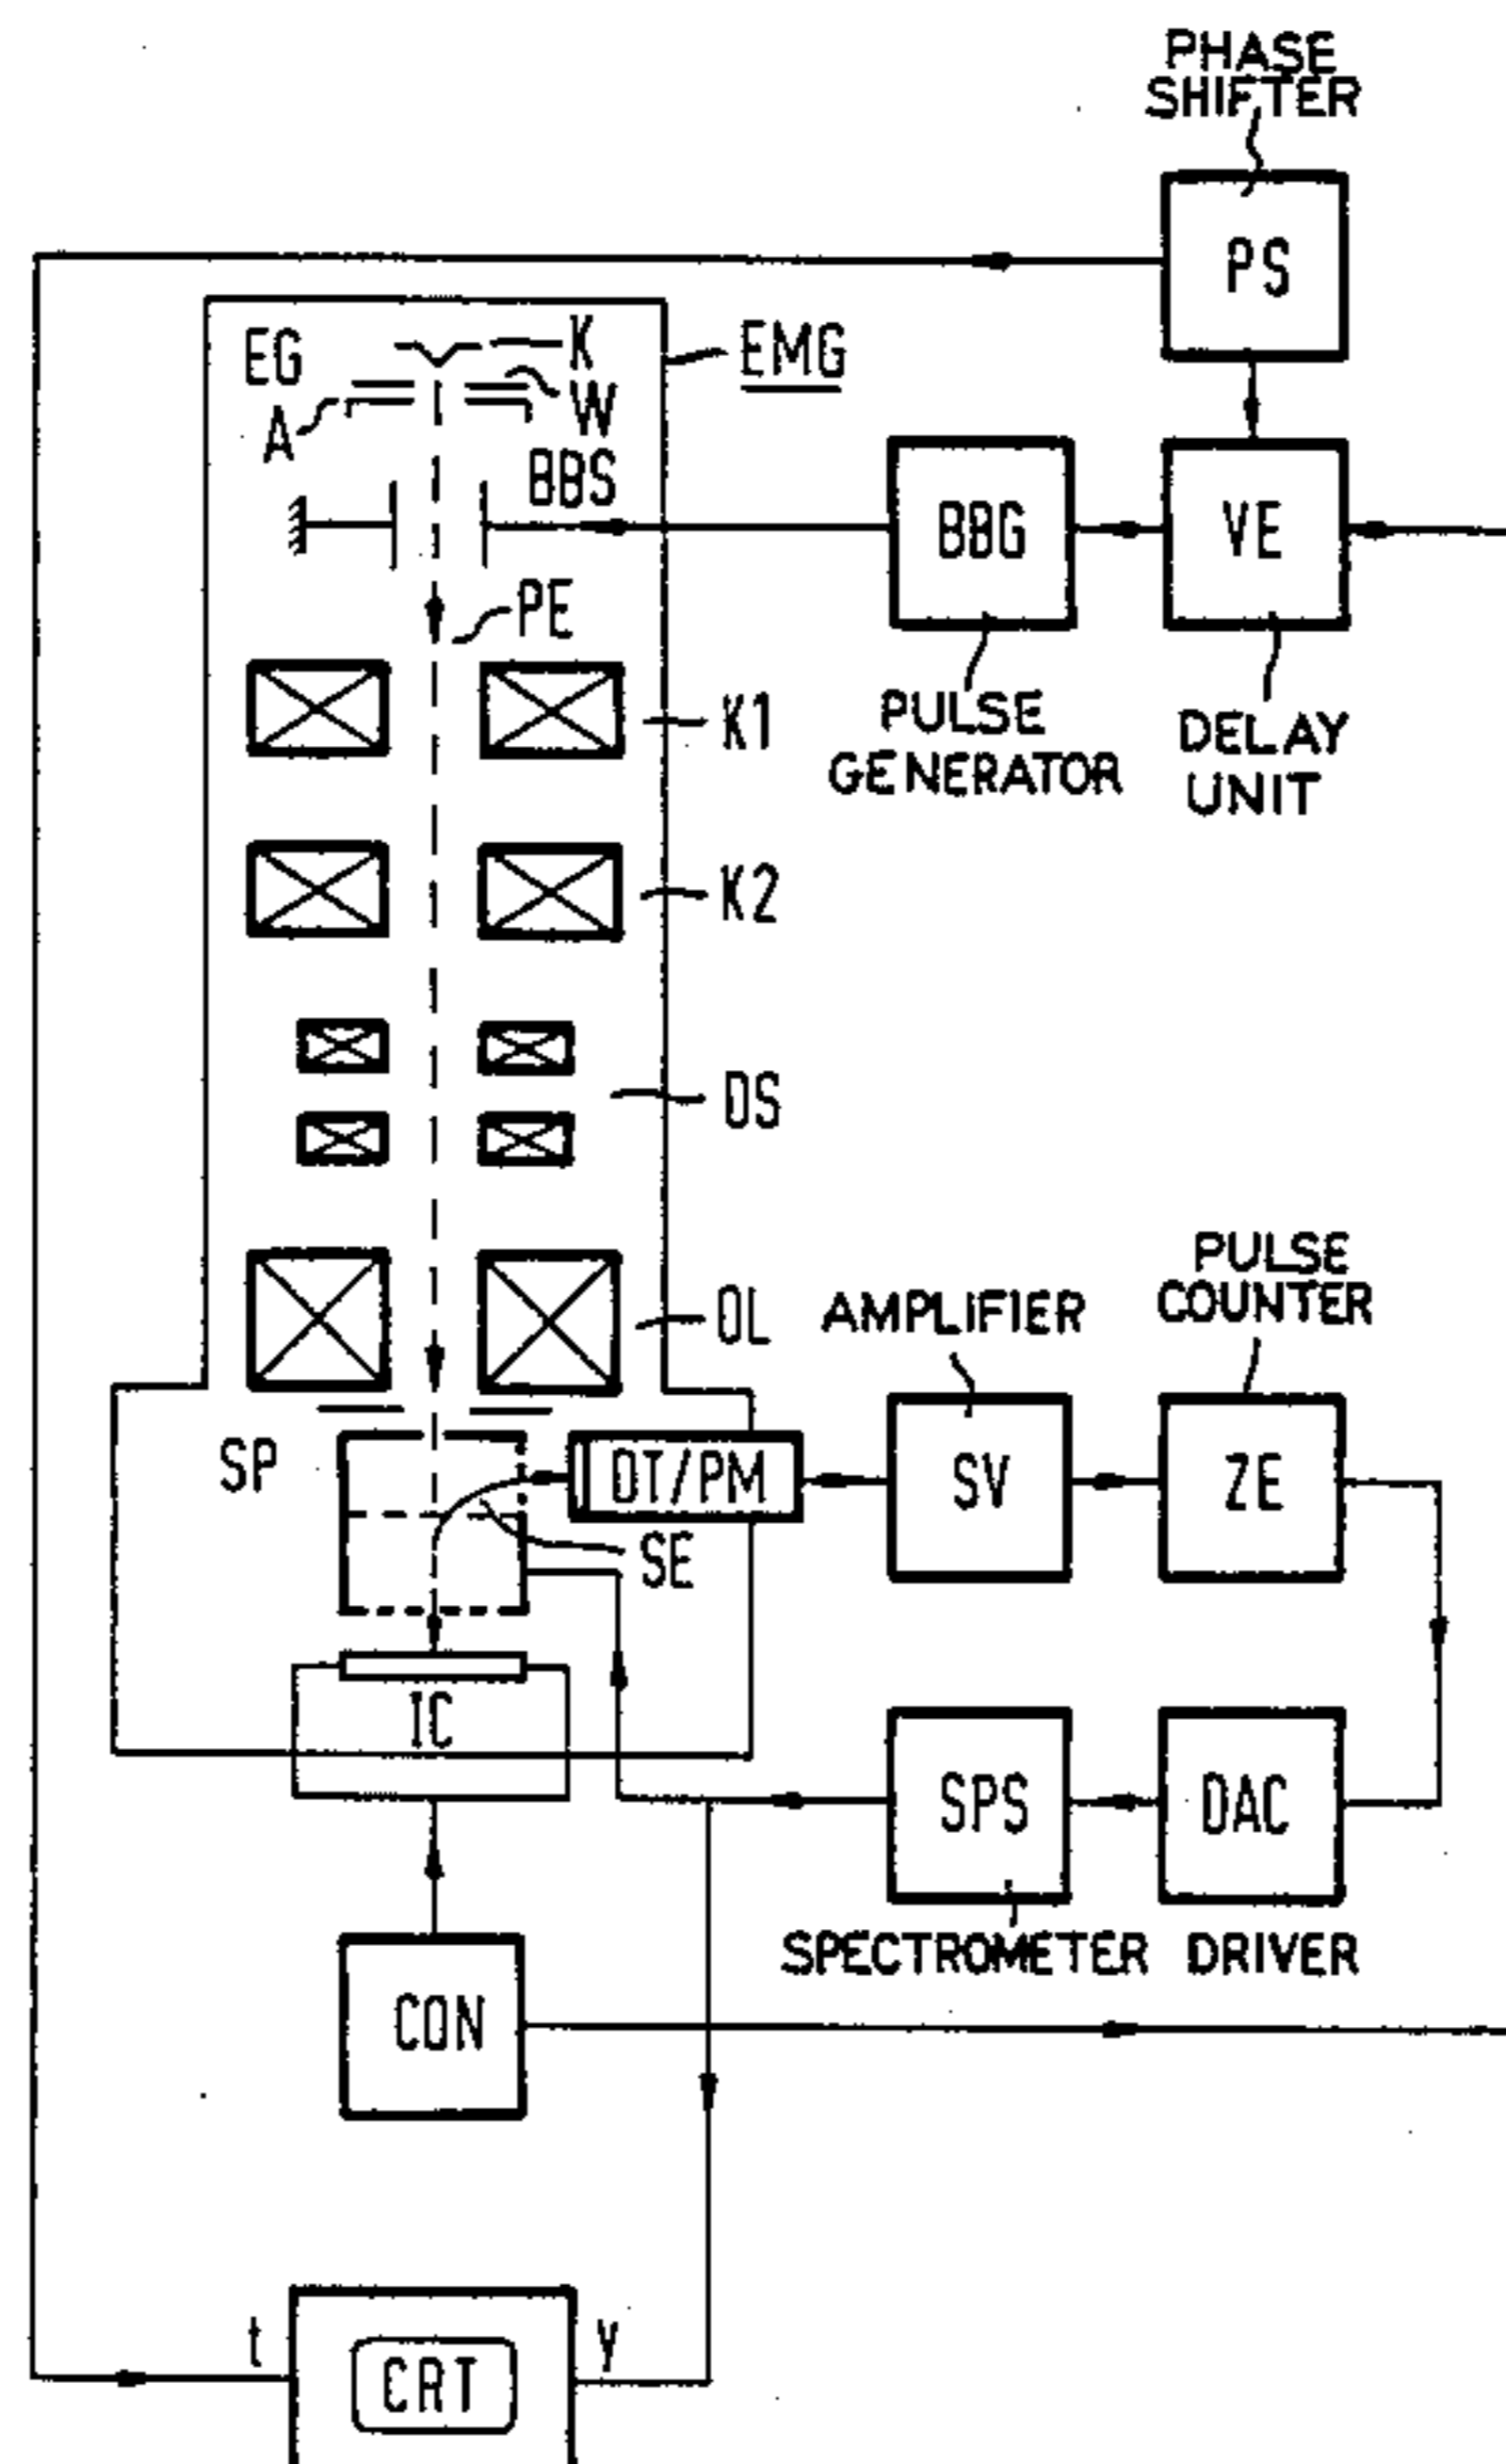 PHASE
SHIFTER
PS
EG
K
EMG
A
W
BBS
BBG
VE
PE
PULSE
GENERATOR
DELAY
UNIT
K1
K2
DS
OL
AMPLIFIER
PULSE
COUNTER
SP
DT/PM
SV
ZE
SE
IC
SPS
DAC
SPECTROMETER DRIVER
CON
t
y
CRT